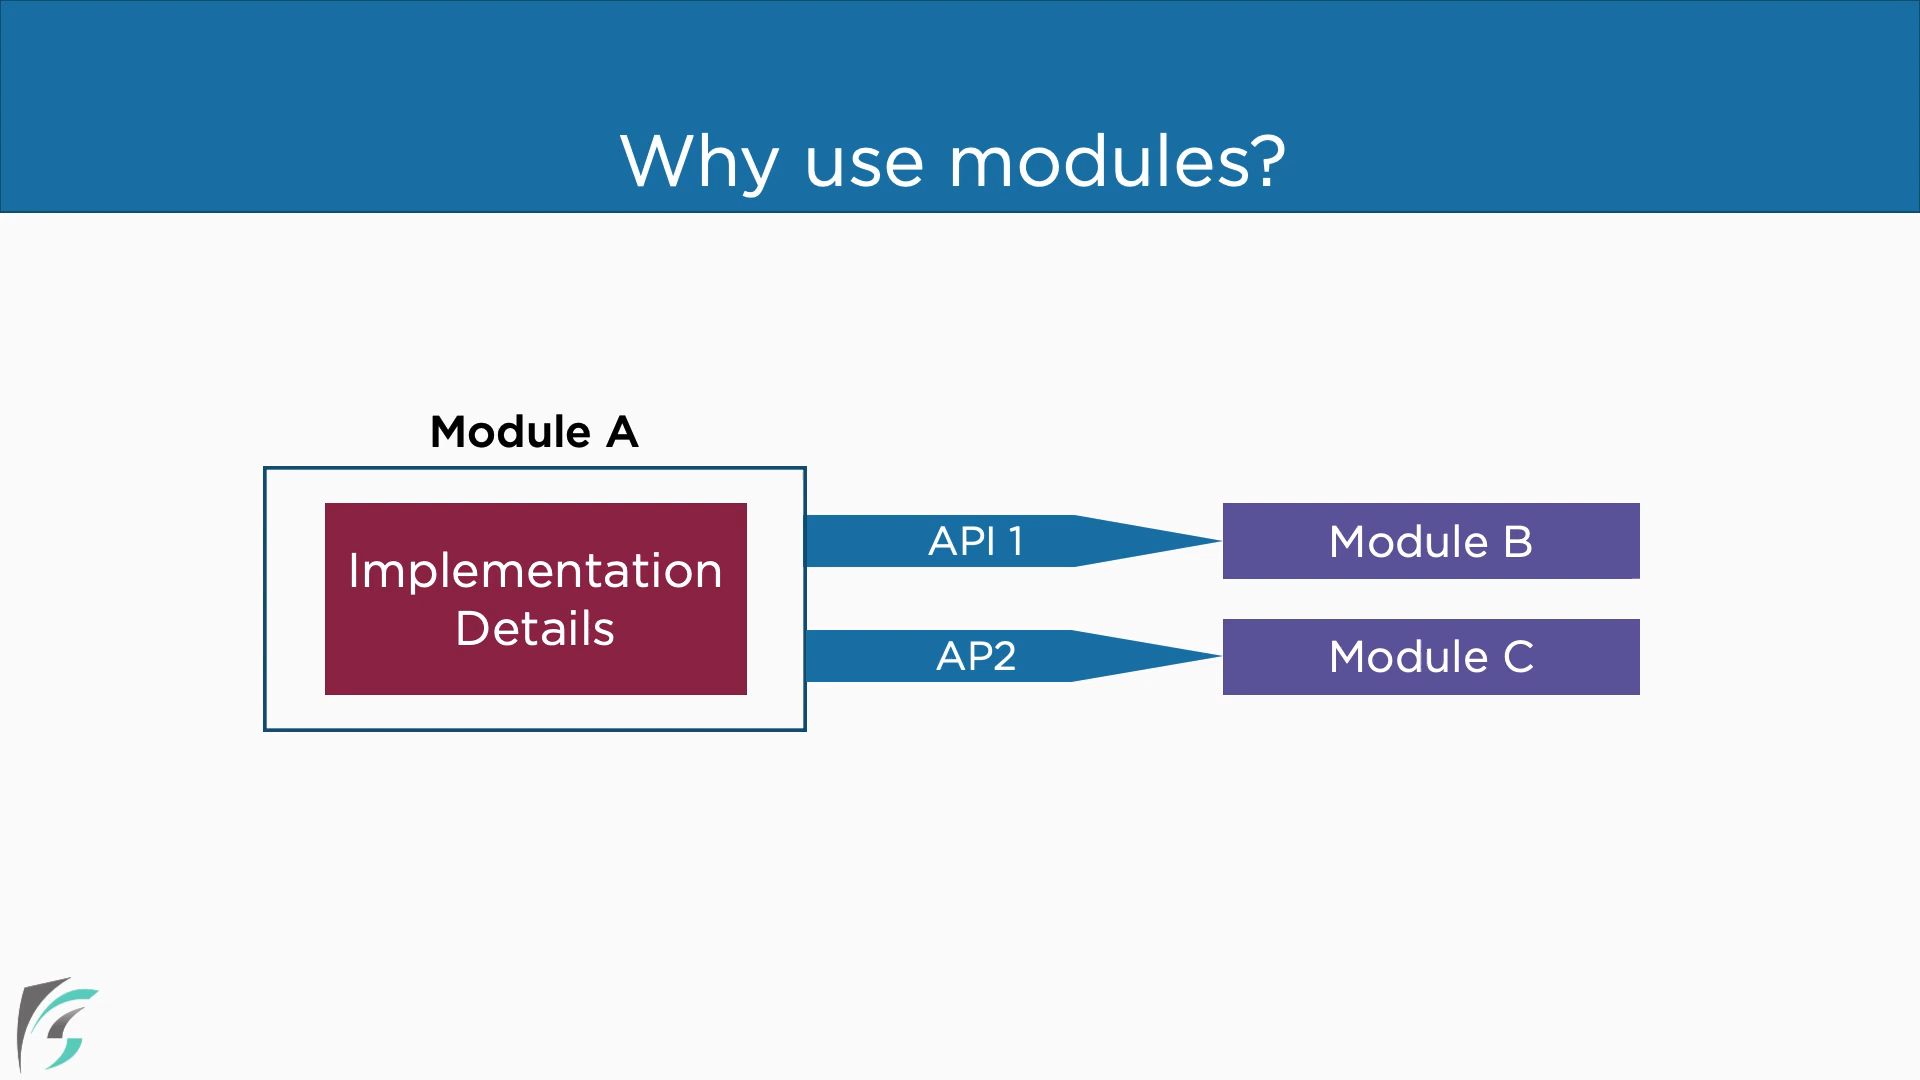 Why use modules?
Module A
Implementation
Details
API 1
Module B
AP2
Module C